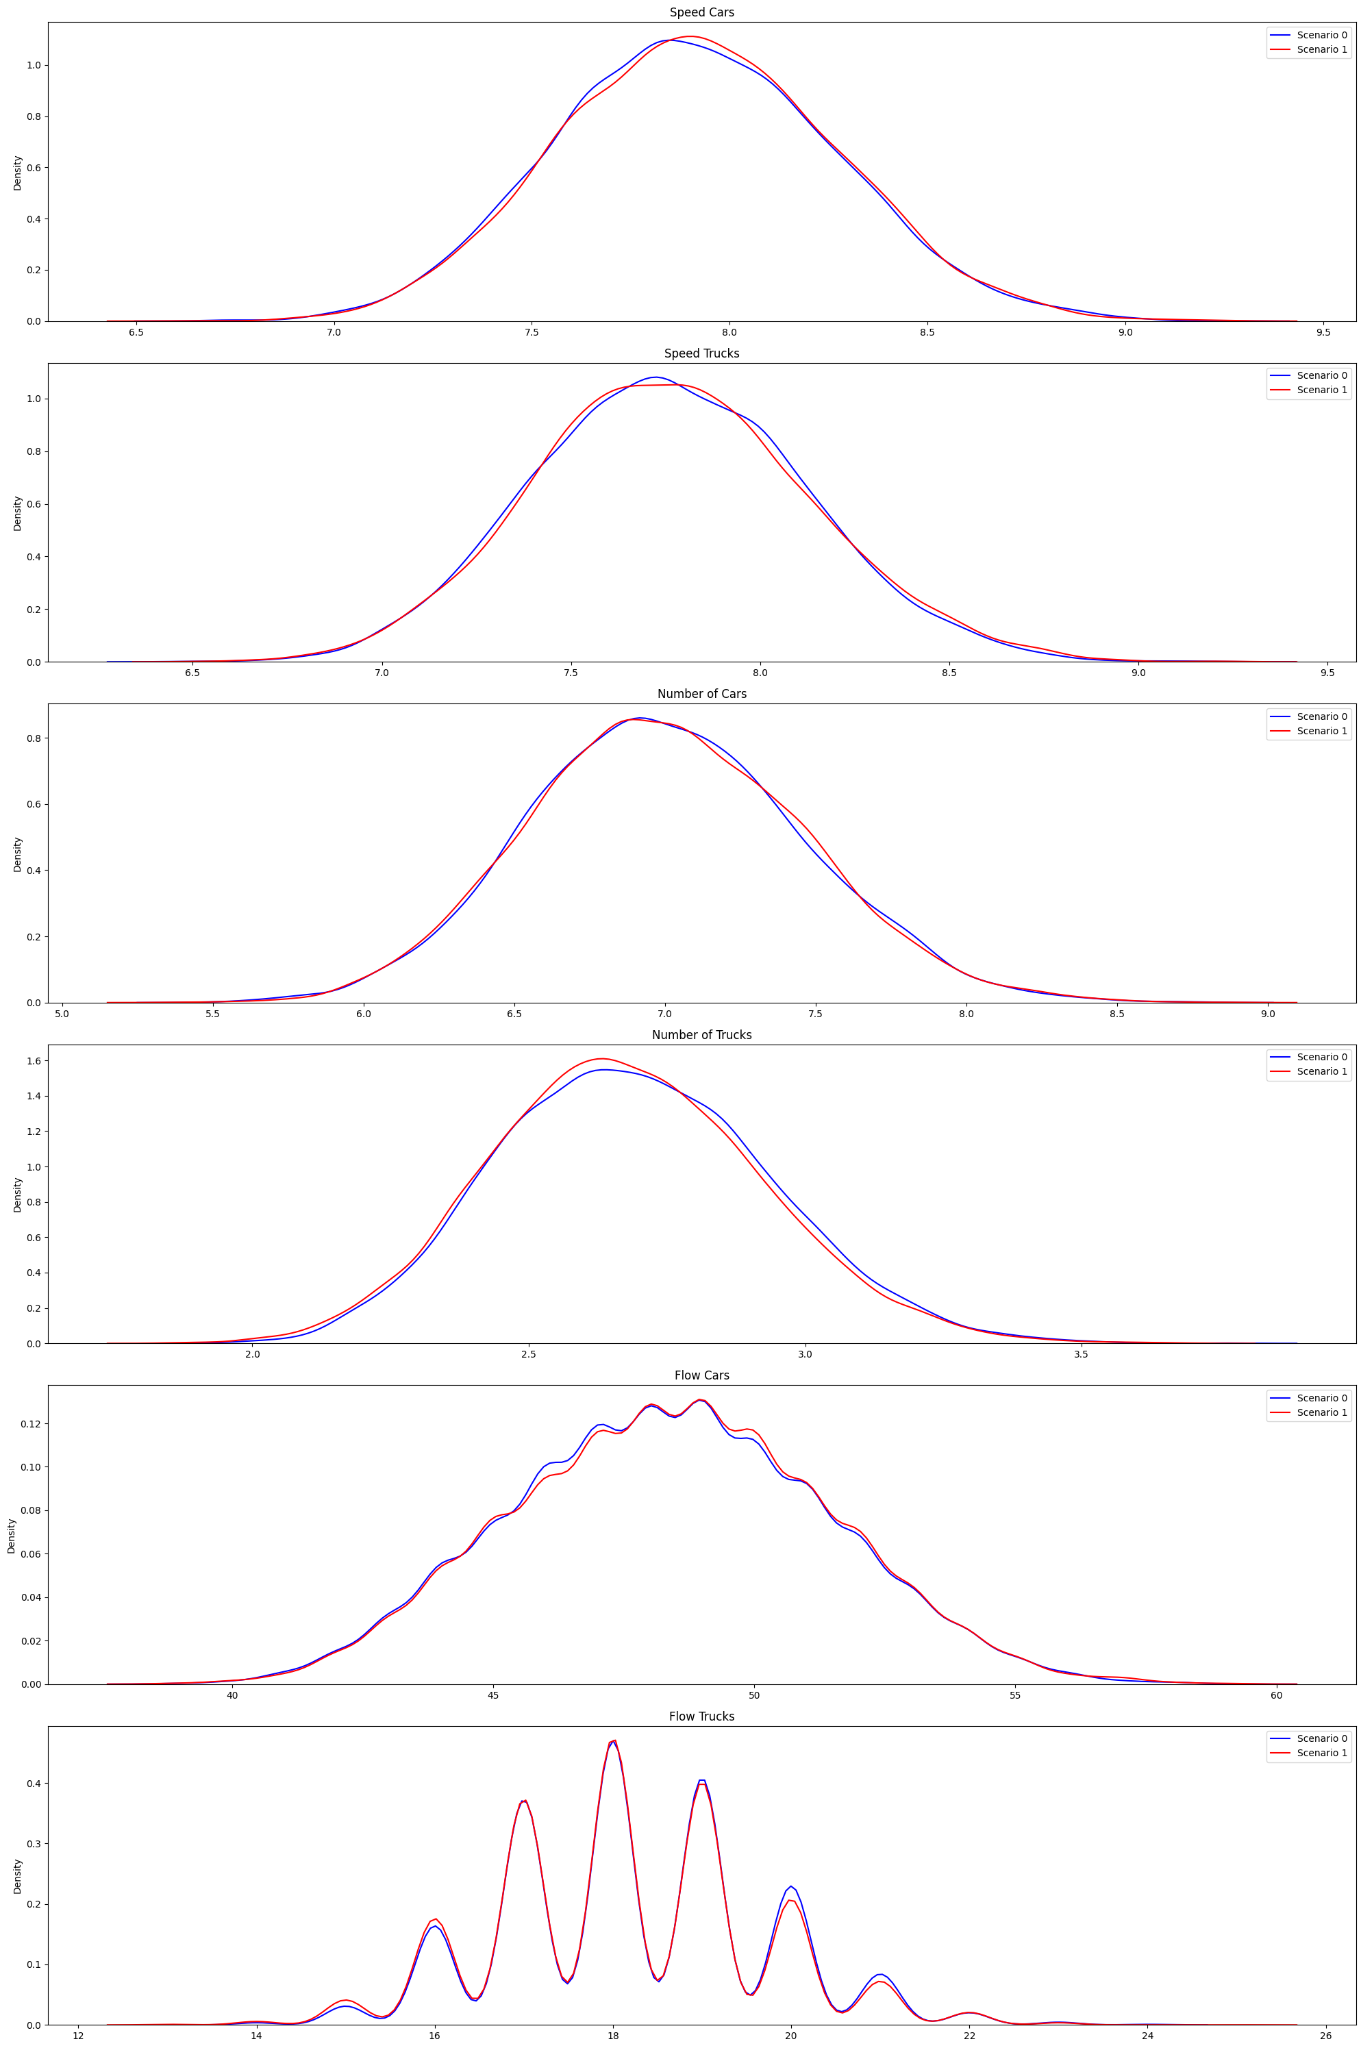 Speed Cars
Scenario 0
Scenario 1
Density
1.0
0.8
0.6
0.4
0.2
0.0
6.5 7.0 7.5 8.0 8.5 9.0 9.5
Speed Trucks
Scenario 0
Scenario 1
Density
1.0
0.8
0.6
0.4
0.2
0.0
6.5 7.0 7.5 8.0 8.5 9.0 9.5
Number of Cars
Scenario 0
Scenario 1
Density
0.8
0.6
0.4
0.2
0.0
5.0 5.5 6.0 6.5 7.0 7.5 8.0 8.5 9.0
Number of Trucks
Scenario 0
Scenario 1
Density
1.6
1.4
1.2
1.0
0.8
0.6
0.4
0.2
0.0
2.0 2.5 3.0 3.5
Flow Cars
Scenario 0
Scenario 1
Density
0.12
0.10
0.08
0.06
0.04
0.02
0.00
40 45 50 55 60
Flow Trucks
Scenario 0
Scenario 1
Density
0.4
0.3
0.2
0.1
0.0
12 14 16 18 20 22 24 26